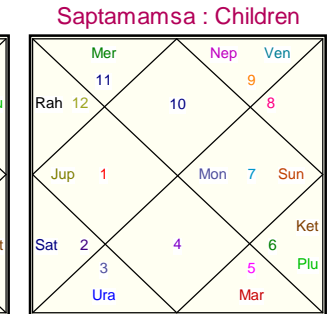 Saptamamsa : Children
Mer Nep Ven
11 9
Rah 12 10 8
Jup 1 Mon 7 Sun
Ket
Sat 2 4 6
Plu
3 5
Ura Mar